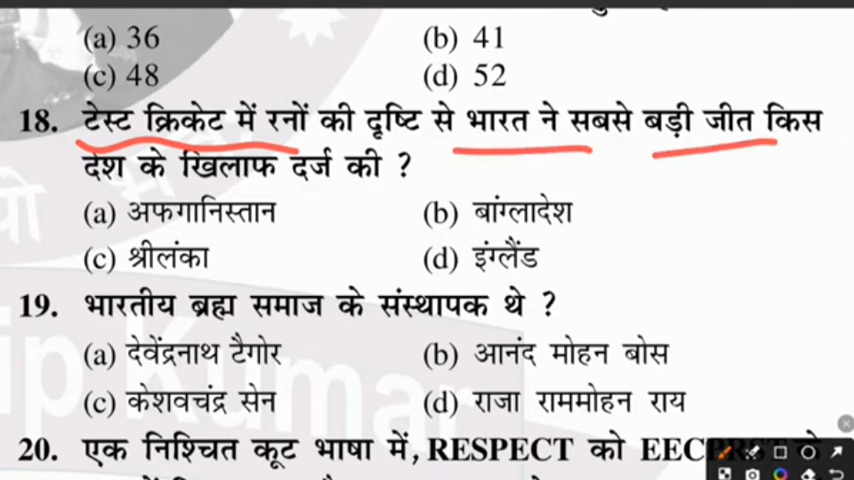 (a) 36 (b) 41
(c) 48 (d) 52
18. टेस्ट क्रिकेट में रनों की दृष्टि से भारत ने सबसे बड़ी जीत किस
देश के खिलाफ दर्ज की ?
(a) अफगानिस्तान (b) बांग्लादेश
(c) श्रीलंका (d) इंग्लैंड
19. भारतीय ब्रह्म समाज के संस्थापक थे ?
(a) देवेंद्रनाथ टैगोर (b) आनंद मोहन बोस
(c) केशवचंद्र सेन (d) राजा राममोहन राय
20. एक निश्चित कूट भाषा में, RESPECT को
Kumar